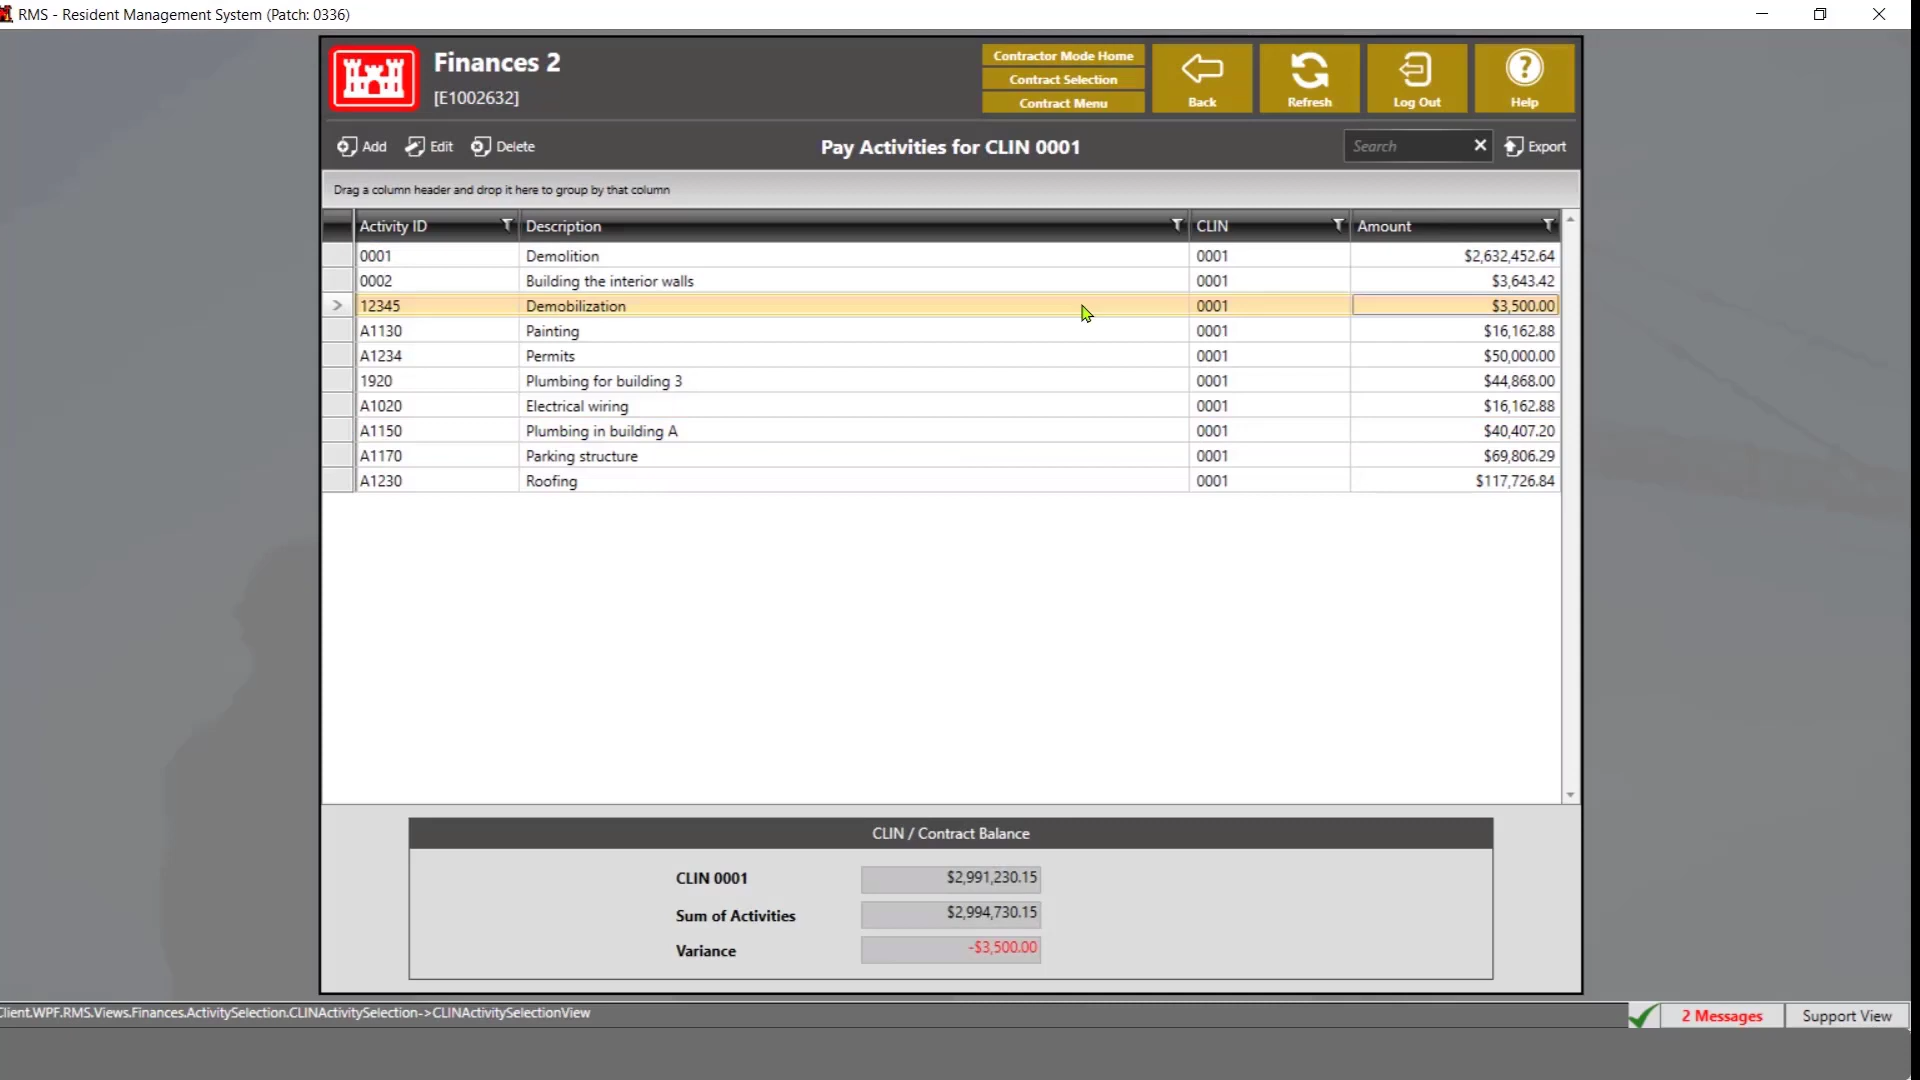 RMS - Resident Management System (Patch: 0336)
Finances 2
[E1002632]
Contractor Mode Home
Contract Selection
Contract Menu
Back
Refresh
Log Out
Help
Add Edit Delete
Pay Activities for CLIN 0001
Search
Export
Drag a column header and drop it here to group by that column
Activity ID Description CLIN Amount
0001 Demolition 0001 $2,632,452.64
0002 Building the interior walls 0001 $3,643.42
12345 Demobilization 0001 $3,500.00
A1130 Painting 0001 $16,162.88
A1234 Permits 0001 $50,000.00
1920 Plumbing for building 3 0001 $44,868.00
A1020 Electrical wiring 0001 $16,162.88
A1150 Plumbing in building A 0001 $40,407.20
A1170 Parking structure 0001 $69,806.29
A1230 Roofing 0001 $117,726.84
CLIN / Contract Balance
CLIN 0001 $2,991,230.15
Sum of Activities $2,994,730.15
Variance -$3,500.00
Client.WPF.RMS.Views.Finances.ActivitySelection.CLINActivitySelection->CLINActivitySelectionView
2 Messages
Support View